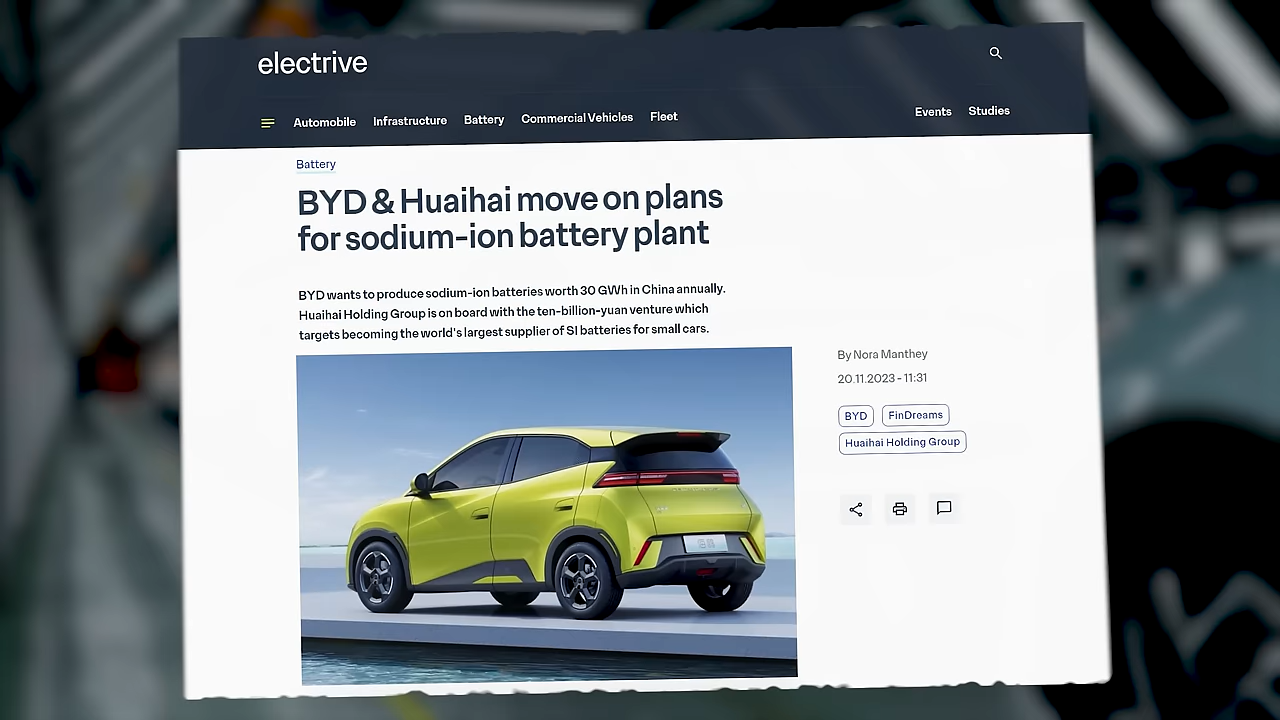 electrive
Automobile Infrastructure Battery Commercial Vehicles Fleet Events Studies
Battery
BYD & Huaihai move on plans
for sodium-ion battery plant
BYD wants to produce sodium-ion batteries worth 30 GWh in China annually.
Huaihai Holding Group is on board with the ten-billion-yuan venture which
targets becoming the world's largest supplier of SI batteries for small cars.
By Nora Manthey
20.11.2023 - 11:31
BYD FinDreams
Huaihai Holding Group